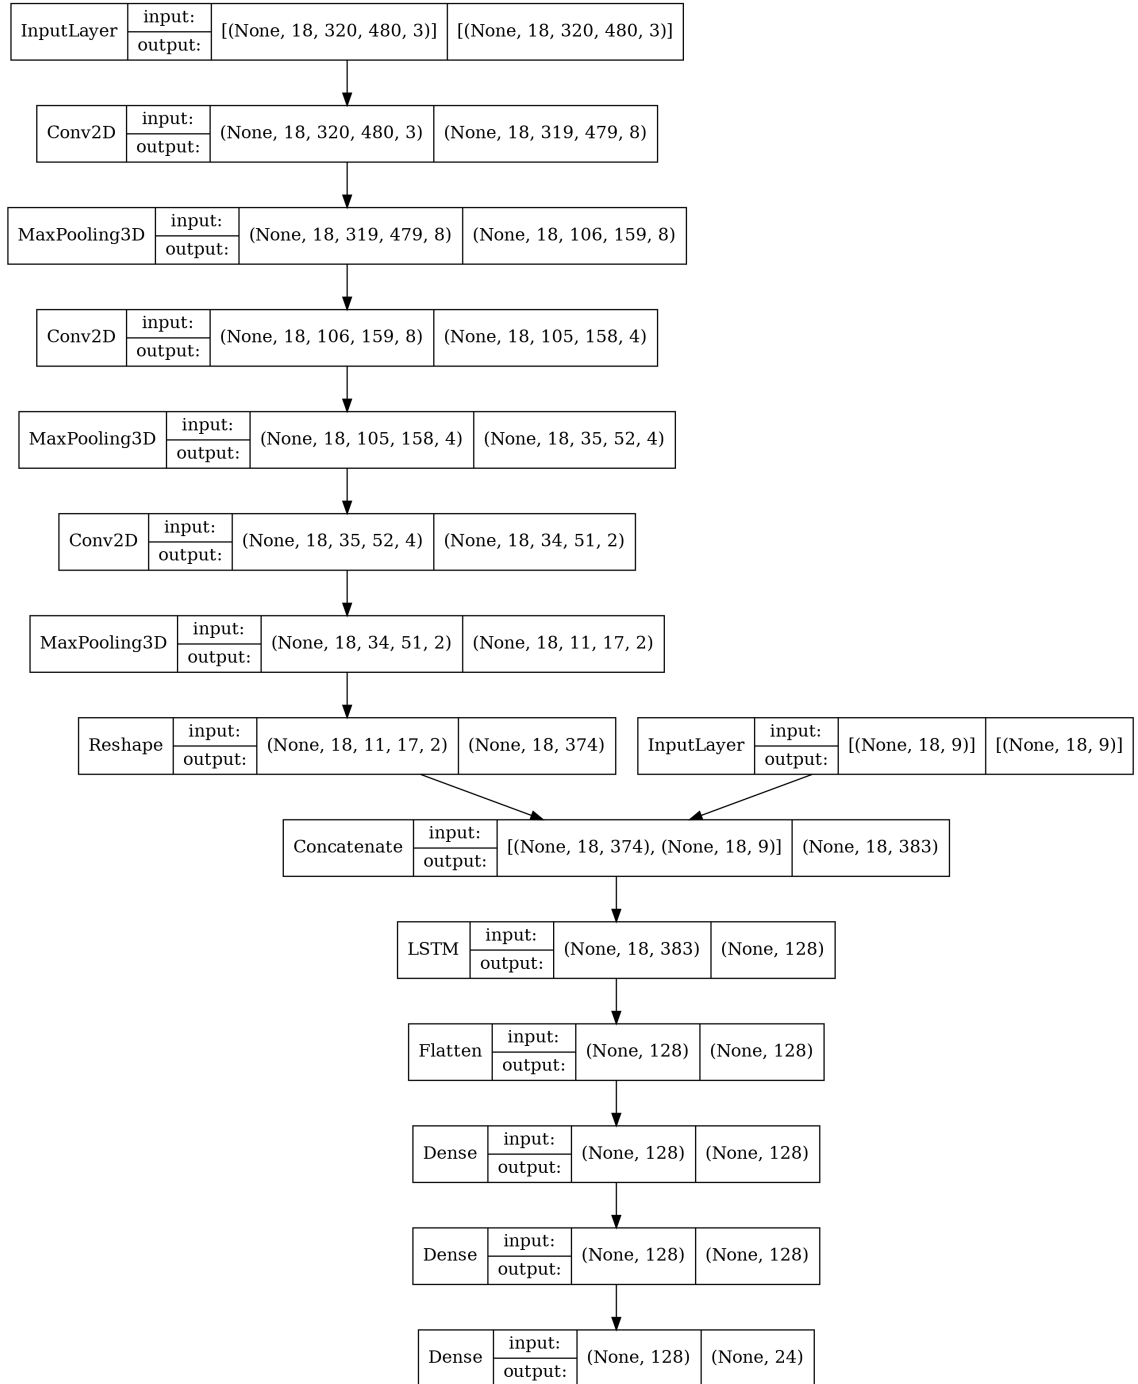 InputLayer input: output: [(None, 18, 320, 480, 3)] [(None, 18, 320, 480, 3)]
Conv2D input: output: (None, 18, 320, 480, 3) (None, 18, 319, 479, 8)
MaxPooling3D input: output: (None, 18, 319, 479, 8) (None, 18, 106, 159, 8)
Conv2D input: output: (None, 18, 106, 159, 8) (None, 18, 105, 158, 4)
MaxPooling3D input: output: (None, 18, 105, 158, 4) (None, 18, 35, 52, 4)
Conv2D input: output: (None, 18, 35, 52, 4) (None, 18, 34, 51, 2)
MaxPooling3D input: output: (None, 18, 34, 51, 2) (None, 18, 11, 17, 2)
Reshape input: output: (None, 18, 11, 17, 2) (None, 18, 374)
InputLayer input: output: [(None, 18, 9)] [(None, 18, 9)]
Concatenate input: output: [(None, 18, 374), (None, 18, 9)] (None, 18, 383)
LSTM input: output: (None, 18, 383) (None, 128)
Flatten input: output: (None, 128) (None, 128)
Dense input: output: (None, 128) (None, 128)
Dense input: output: (None, 128) (None, 128)
Dense input: output: (None, 128) (None, 24)